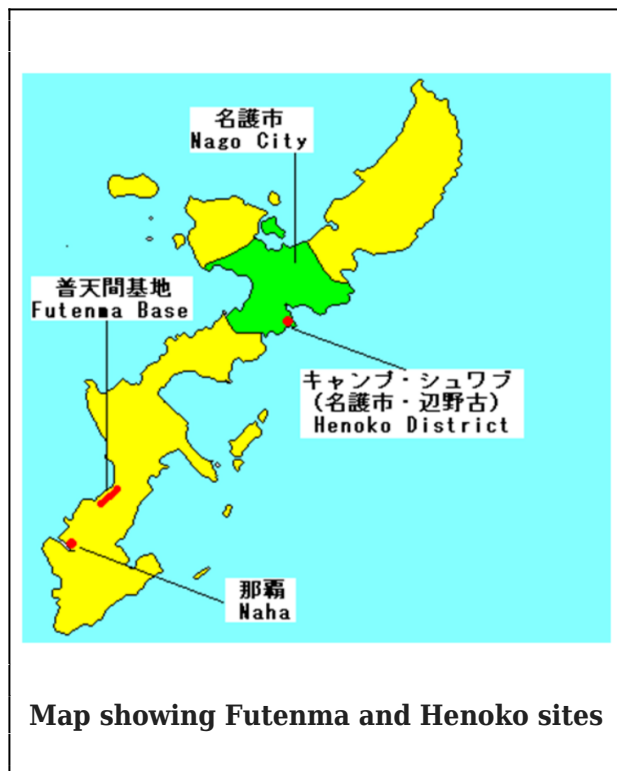 名護市
Nago City
普天間基地
Futenma Base
キャンプ・シュワブ
(名護市・辺野古)
Henoko District
那覇
Naha
Map showing Futenma and Henoko sites